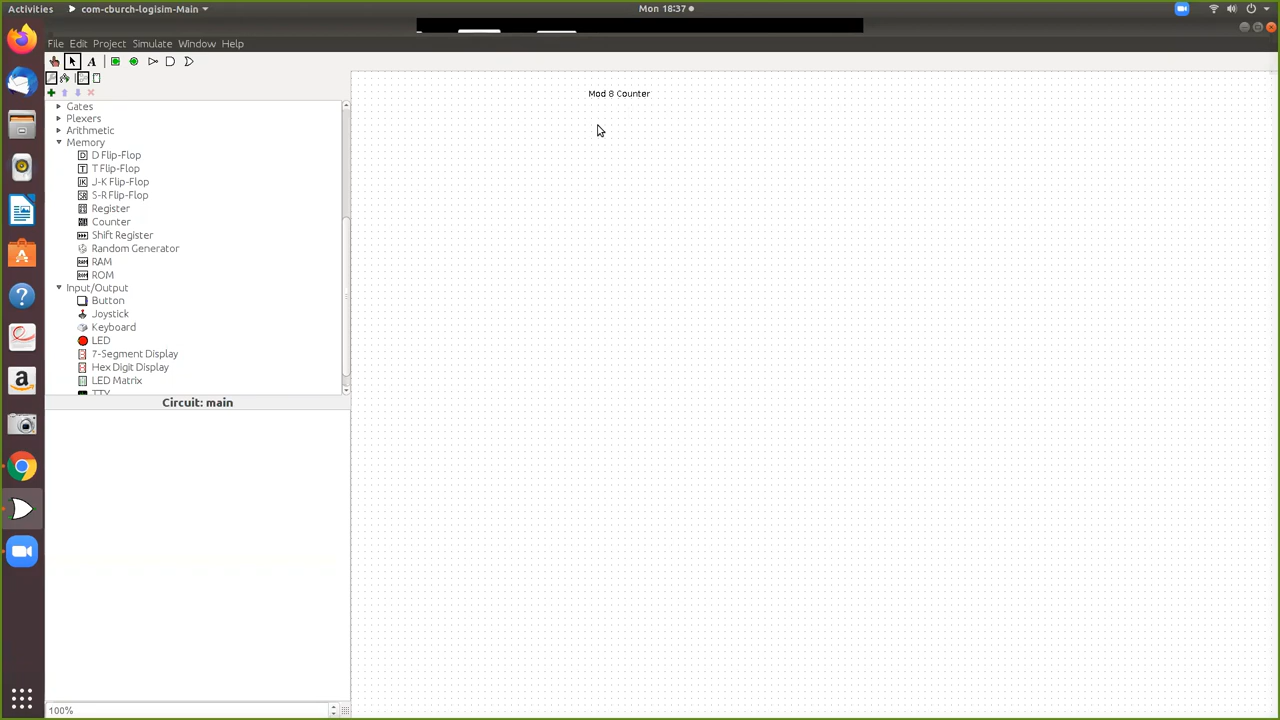 Activities
com-cburch-logisim-Main
Mon 18:37
File Edit Project Simulate Window Help
A
Mod 8 Counter
Gates
Plexers
Arithmetic
Memory
D Flip-Flop
T Flip-Flop
J-K Flip-Flop
S-R Flip-Flop
Register
Counter
Shift Register
Random Generator
RAM
ROM
Input/Output
Button
Joystick
Keyboard
LED
7-Segment Display
Hex Digit Display
LED Matrix
TTY
Circuit: main
100%